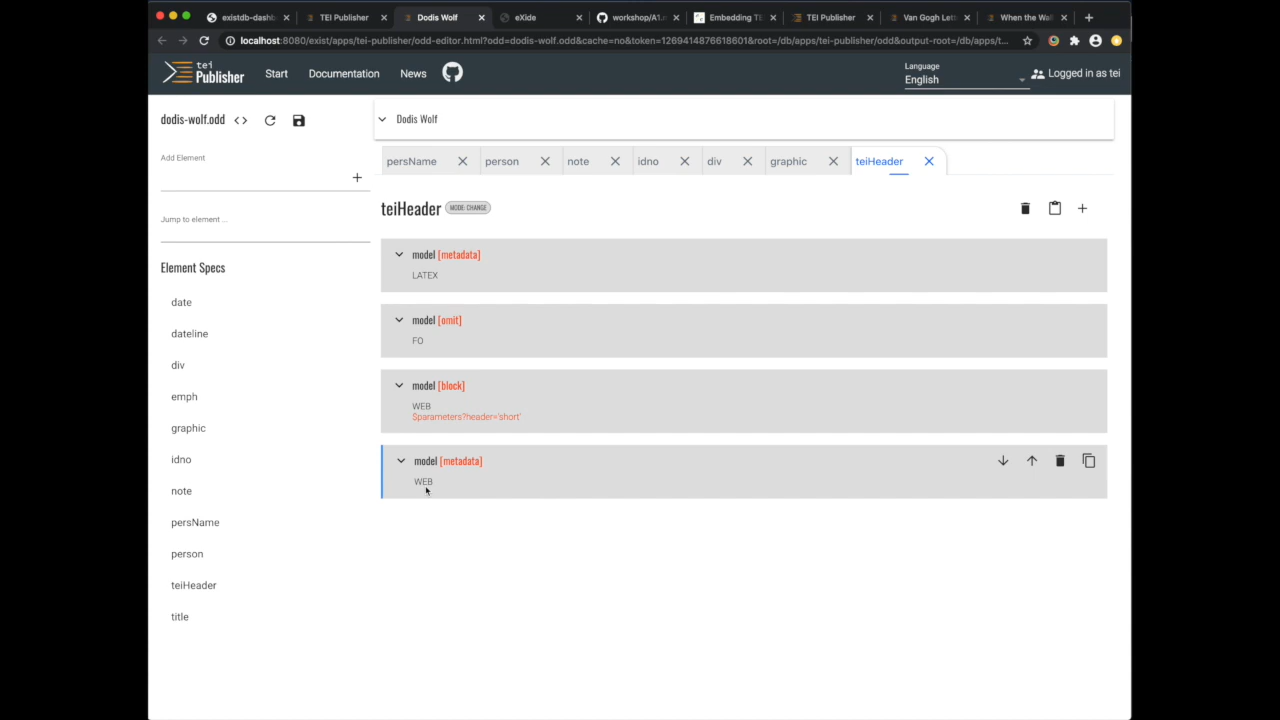 existdb-dashb
TEI Publisher
Dodis Wolf
eXide
workshop/A1.m
Embedding TE
TEI Publisher
Van Gogh Lett
When the Wal
localhost:8080/exist/apps/tei-publisher/odd-editor.html?odd=dodis-wolf.odd&cache=no&token=1269414876618601&root=/db/apps/tei-publisher/odd&output-root=/db/apps/t...
tei
Publisher
Start
Documentation
News
Language
English
Logged in as tei
dodis-wolf.odd
Dodis Wolf
Add Element
Jump to element ...
Element Specs
date
dateline
div
emph
graphic
idno
note
persName
person
teiHeader
title
persName
person
note
idno
div
graphic
teiHeader
teiHeader MODE: CHANGE
model [metadata]
LATEX
model [omit]
FO
model [block]
WEB
$parameters?header='short'
model [metadata]
WEB